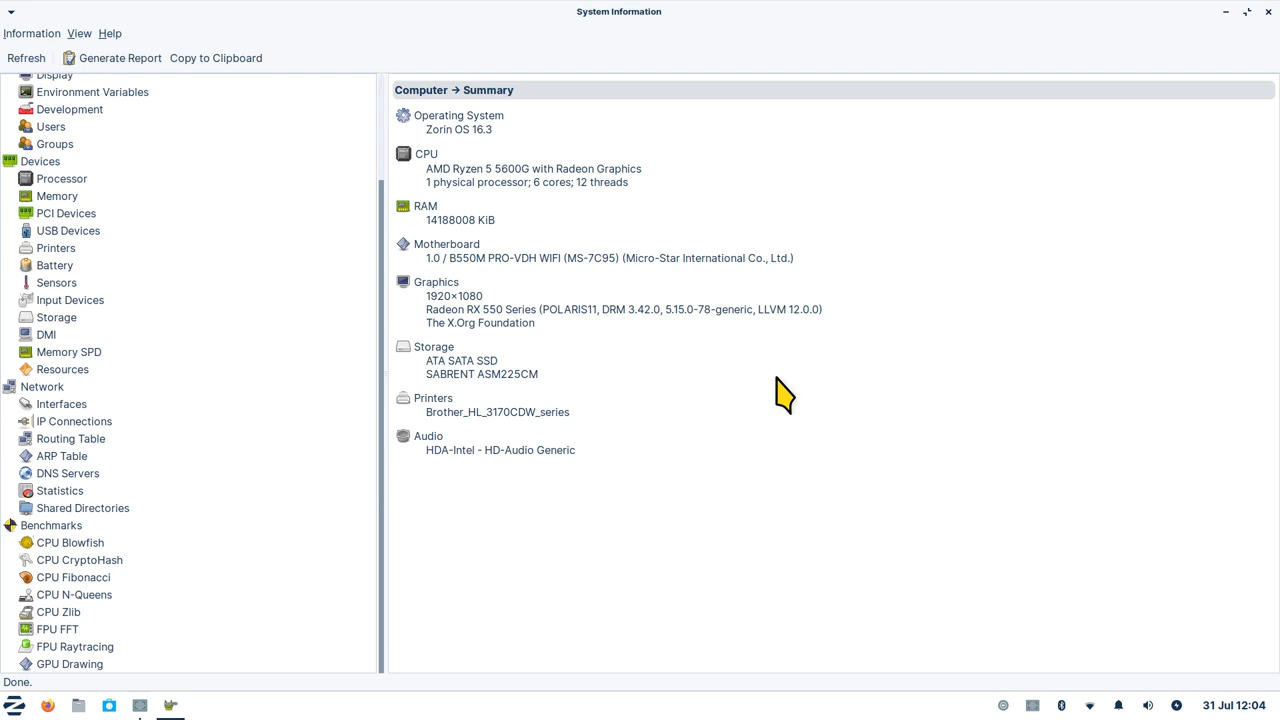 System Information
Information View Help
Refresh Generate Report Copy to Clipboard
Display
Environment Variables
Development
Users
Groups
Devices
Processor
Memory
PCI Devices
USB Devices
Printers
Battery
Sensors
Input Devices
Storage
DMI
Memory SPD
Resources
Network
Interfaces
IP Connections
Routing Table
ARP Table
DNS Servers
Statistics
Shared Directories
Benchmarks
CPU Blowfish
CPU CryptoHash
CPU Fibonacci
CPU N-Queens
CPU Zlib
FPU FFT
FPU Raytracing
GPU Drawing
Computer → Summary
Operating System
Zorin OS 16.3
CPU
AMD Ryzen 5 5600G with Radeon Graphics
1 physical processor; 6 cores; 12 threads
RAM
14188008 KiB
Motherboard
1.0 / B550M PRO-VDH WIFI (MS-7C95) (Micro-Star International Co., Ltd.)
Graphics
1920×1080
Radeon RX 550 Series (POLARIS11, DRM 3.42.0, 5.15.0-78-generic, LLVM 12.0.0)
The X.Org Foundation
Storage
ATA SATA SSD
SABRENT ASM225CM
Printers
Brother_HL_3170CDW_series
Audio
HDA-Intel - HD-Audio Generic
Done.
31 Jul 12:04